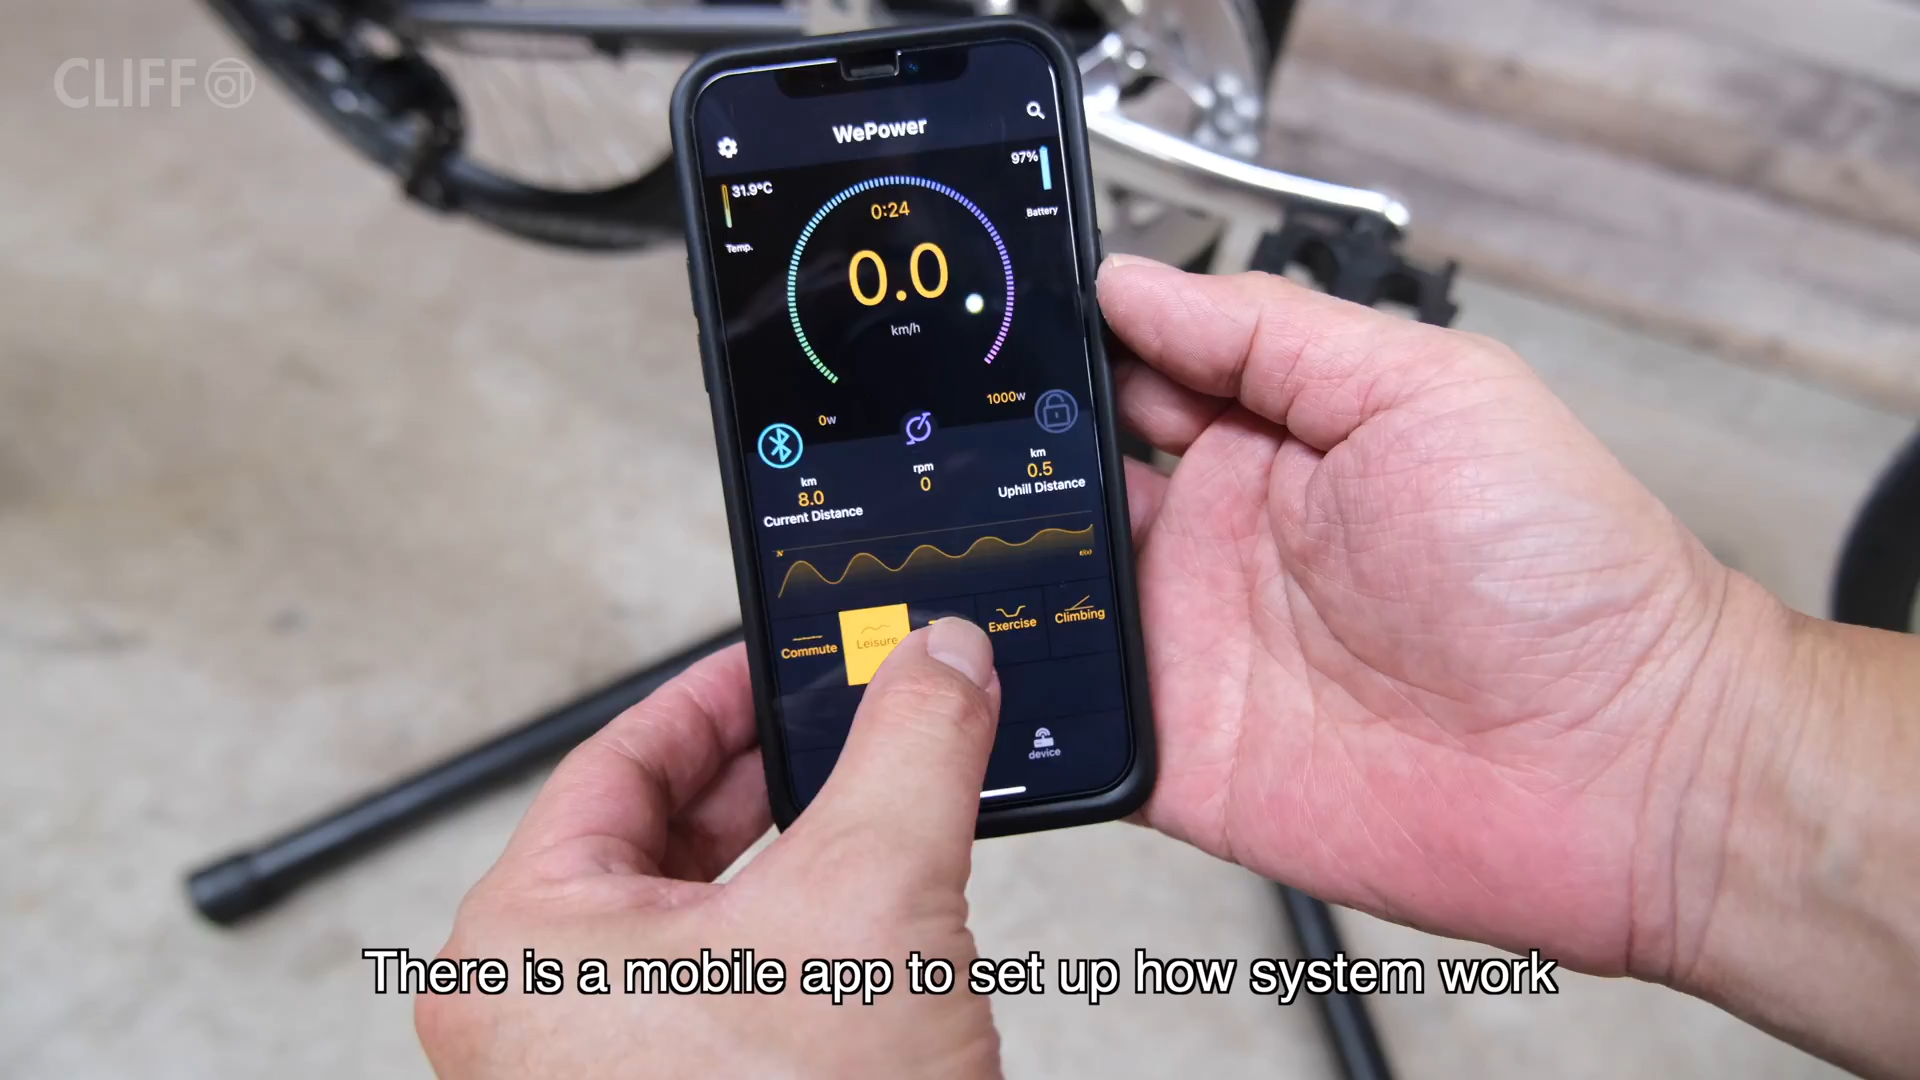 CLIFF
WePower
31.9°C
97%
Temp.
Battery
0:24
0.0
km/h
0w
1000w
km
8.0
Current Distance
rpm
0
km
0.5
Uphill Distance
Commute
Leisure
Exercise
Climbing
device
There is a mobile app to set up how system work